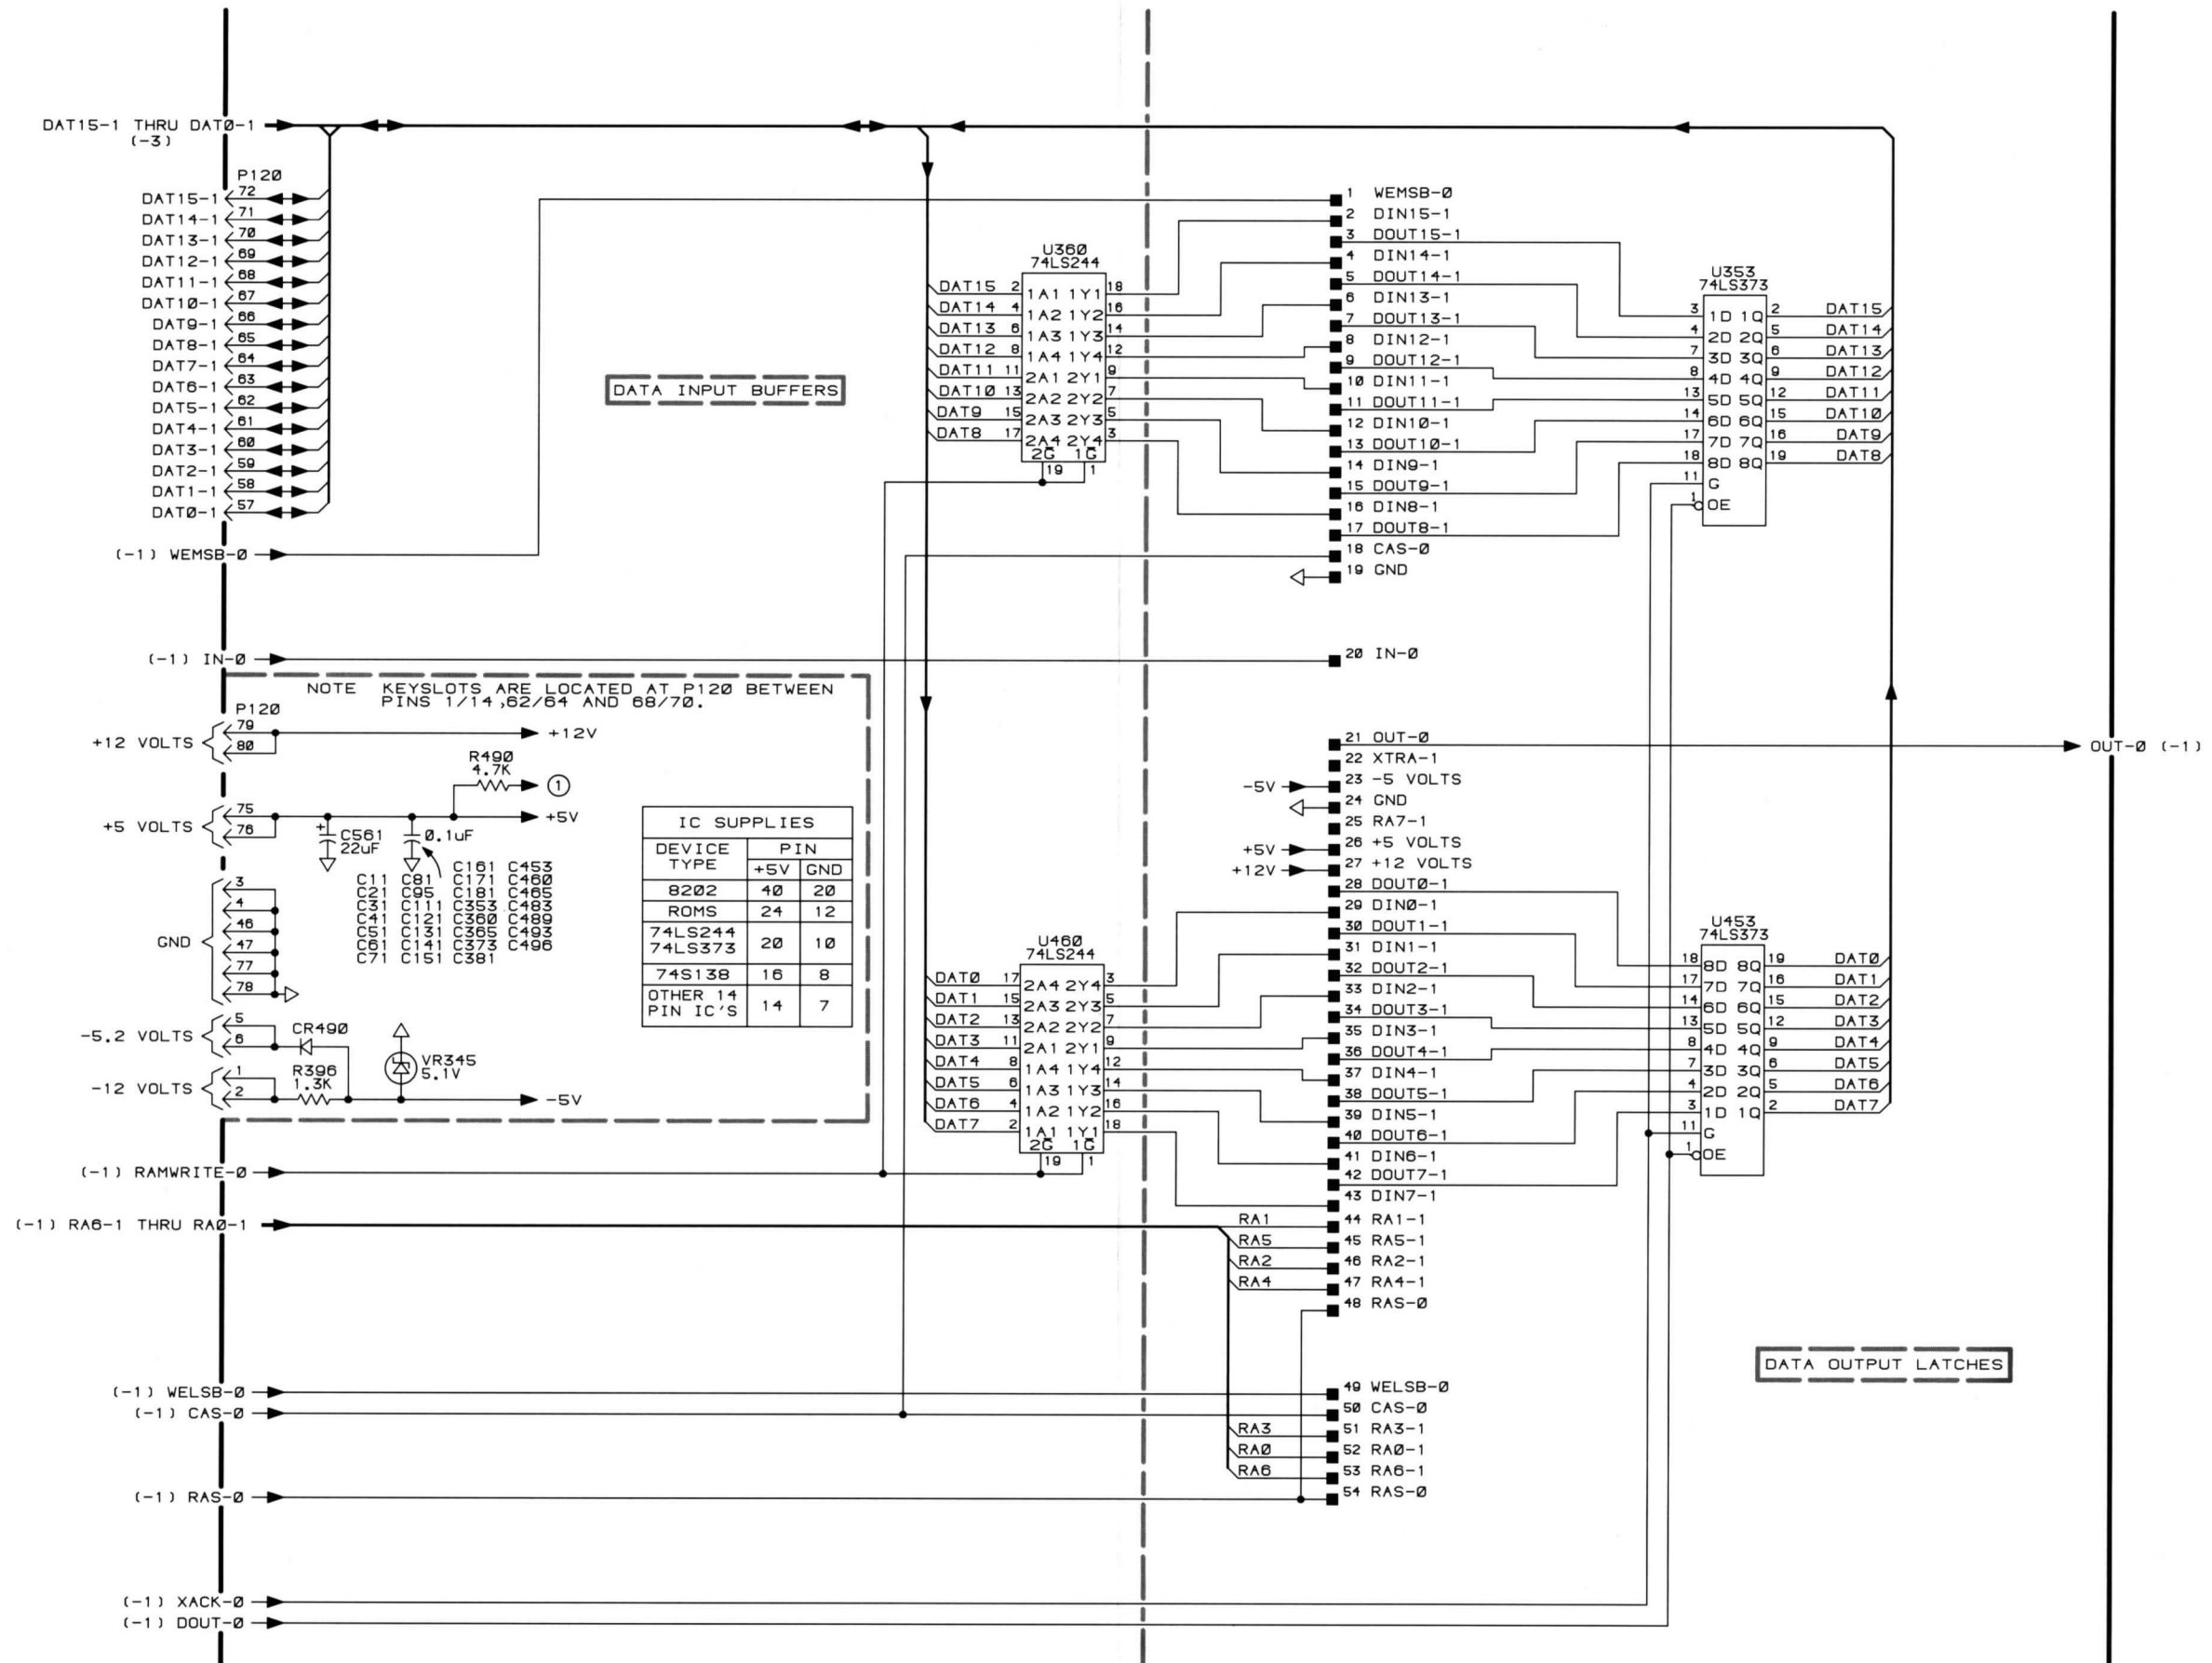 DAT15-1 THRU DATØ-1
(-3)
P120
DAT15-1 72
DAT14-1 71
DAT13-1 70
DAT12-1 69
DAT11-1 68
DAT1Ø-1 67
DAT9-1 66
DAT8-1 65
DAT7-1 64
DAT6-1 63
DAT5-1 62
DAT4-1 61
DAT3-1 60
DAT2-1 59
DAT1-1 58
DATØ-1 57
(-1) WEMSB-Ø
(-1) IN-Ø
NOTE KEYSLOTS ARE LOCATED AT P120 BETWEEN
PINS 1/14,62/64 AND 68/70.
P120
+12 VOLTS
79
80
+12V
R490
4.7K
1
+5 VOLTS
75
76
+5V
+
C561
22uF
0.1uF
C161 C453
C11 C81 C171 C460
C21 C95 C181 C465
C31 C111 C353 C483
C41 C121 C360 C489
C51 C131 C365 C493
C61 C141 C373 C496
C71 C151 C381
GND
3
4
46
47
77
78
-5.2 VOLTS
5
6
CR490
-12 VOLTS
1
2
R396
1.3K
VR345
5.1V
-5V
IC SUPPLIES
DEVICE TYPE PIN
+5V GND
8202 40 20
ROMS 24 12
74LS244
74LS373 20 10
74S138 16 8
OTHER 14
PIN IC'S 14 7
(-1) RAMWRITE-Ø
(-1) RA6-1 THRU RAØ-1
(-1) WELSB-Ø
(-1) CAS-Ø
(-1) RAS-Ø
(-1) XACK-Ø
(-1) DOUT-Ø
DATA INPUT BUFFERS
U360
74LS244
DAT15 2 1A1 1Y1 18
DAT14 4 1A2 1Y2 16
DAT13 6 1A3 1Y3 14
DAT12 8 1A4 1Y4 12
DAT11 11 2A1 2Y1 9
DAT1Ø 13 2A2 2Y2 7
DAT9 15 2A3 2Y3 5
DAT8 17 2A4 2Y4 3
2G̅ 1G̅
19 1
U460
74LS244
DATØ 17 2A4 2Y4 3
DAT1 15 2A3 2Y3 5
DAT2 13 2A2 2Y2 7
DAT3 11 2A1 2Y1 9
DAT4 8 1A4 1Y4 12
DAT5 6 1A3 1Y3 14
DAT6 4 1A2 1Y2 16
DAT7 2 1A1 1Y1 18
2G̅ 1G̅
19 1
1 WEMSB-Ø
2 DIN15-1
3 DOUT15-1
4 DIN14-1
5 DOUT14-1
6 DIN13-1
7 DOUT13-1
8 DIN12-1
9 DOUT12-1
10 DIN11-1
11 DOUT11-1
12 DIN1Ø-1
13 DOUT1Ø-1
14 DIN9-1
15 DOUT9-1
16 DIN8-1
17 DOUT8-1
18 CAS-Ø
19 GND
20 IN-Ø
21 OUT-Ø
22 XTRA-1
-5V 23 -5 VOLTS
24 GND
25 RA7-1
+5V 26 +5 VOLTS
+12V 27 +12 VOLTS
28 DOUTØ-1
29 DINØ-1
30 DOUT1-1
31 DIN1-1
32 DOUT2-1
33 DIN2-1
34 DOUT3-1
35 DIN3-1
36 DOUT4-1
37 DIN4-1
38 DOUT5-1
39 DIN5-1
40 DOUT6-1
41 DIN6-1
42 DOUT7-1
43 DIN7-1
RA1 44 RA1-1
RA5 45 RA5-1
RA2 46 RA2-1
RA4 47 RA4-1
48 RAS-Ø
49 WELSB-Ø
50 CAS-Ø
RA3 51 RA3-1
RAØ 52 RAØ-1
RA6 53 RA6-1
54 RAS-Ø
U353
74LS373
3 1D 1Q 2 DAT15
4 2D 2Q 5 DAT14
7 3D 3Q 6 DAT13
8 4D 4Q 9 DAT12
13 5D 5Q 12 DAT11
14 6D 6Q 15 DAT1Ø
17 7D 7Q 16 DAT9
18 8D 8Q 19 DAT8
11 G
1 OE
OUT-Ø (-1)
U453
74LS373
18 8D 8Q 19 DATØ
17 7D 7Q 16 DAT1
14 6D 6Q 15 DAT2
13 5D 5Q 12 DAT3
8 4D 4Q 9 DAT4
7 3D 3Q 6 DAT5
4 2D 2Q 5 DAT6
3 1D 1Q 2 DAT7
11 G
1 OE
DATA OUTPUT LATCHES